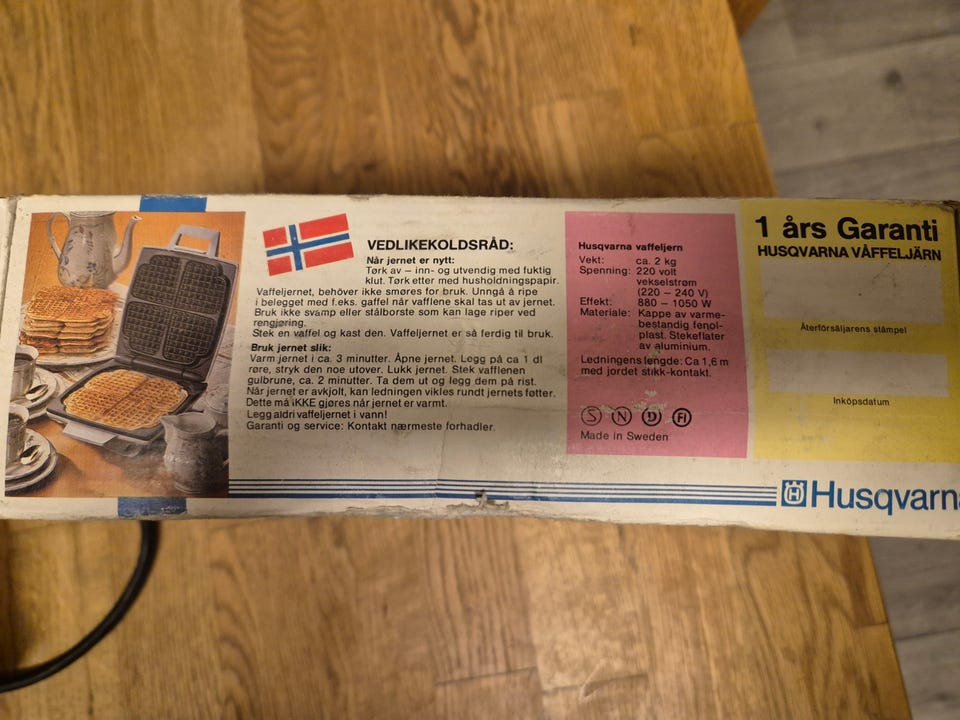 VEDLIKEKOLDSRÅD:
Når jernet er nytt:
Tørk av – inn- og utvendig med fuktig
klut. Tørk etter med husholdningspapir.
Vaffeljernet, behöver ikke smøres for bruk. Unngå å ripe
i belegget med f.eks. gaffel når vafflene skal tas ut av jernet.
Bruk ikke svamp eller stålborste som kan lage riper ved
rengjøring.
Stek en vaffel og kast den. Vaffeljernet er så ferdig til bruk.
Bruk jernet slik:
Varm jernet i ca. 3 minutter. Åpne jernet. Legg på ca 1 dl
røre, stryk den noe utover. Lukk jernet. Stek vafflenen
gulbrune, ca. 2 minutter. Ta dem ut og legg dem på rist.
Når jernet er avkjølt, kan ledningen vikles rundt jernets føtter.
Dette må iKKE gjøres når jernet er varmt.
Legg aldri vaffeljernet i vann!
Garanti og service: Kontakt nærmeste forhadler.
Husqvarna vaffeljern
Vekt: ca. 2 kg
Spenning: 220 volt
vekselstrøm
(220 – 240 V)
Effekt: 880 – 1050 W
Materiale: Kappe av varme-
bestandig fenol-
plast. Stekeflater
av aluminium.
Ledningens lengde: Ca 1,6 m
med jordet stikk-kontakt.
S N D FI
Made in Sweden
1 års Garanti
HUSQVARNA VÅFFELJÄRN
Återförsäljarens stämpel
Inköpsdatum
Husqvarna